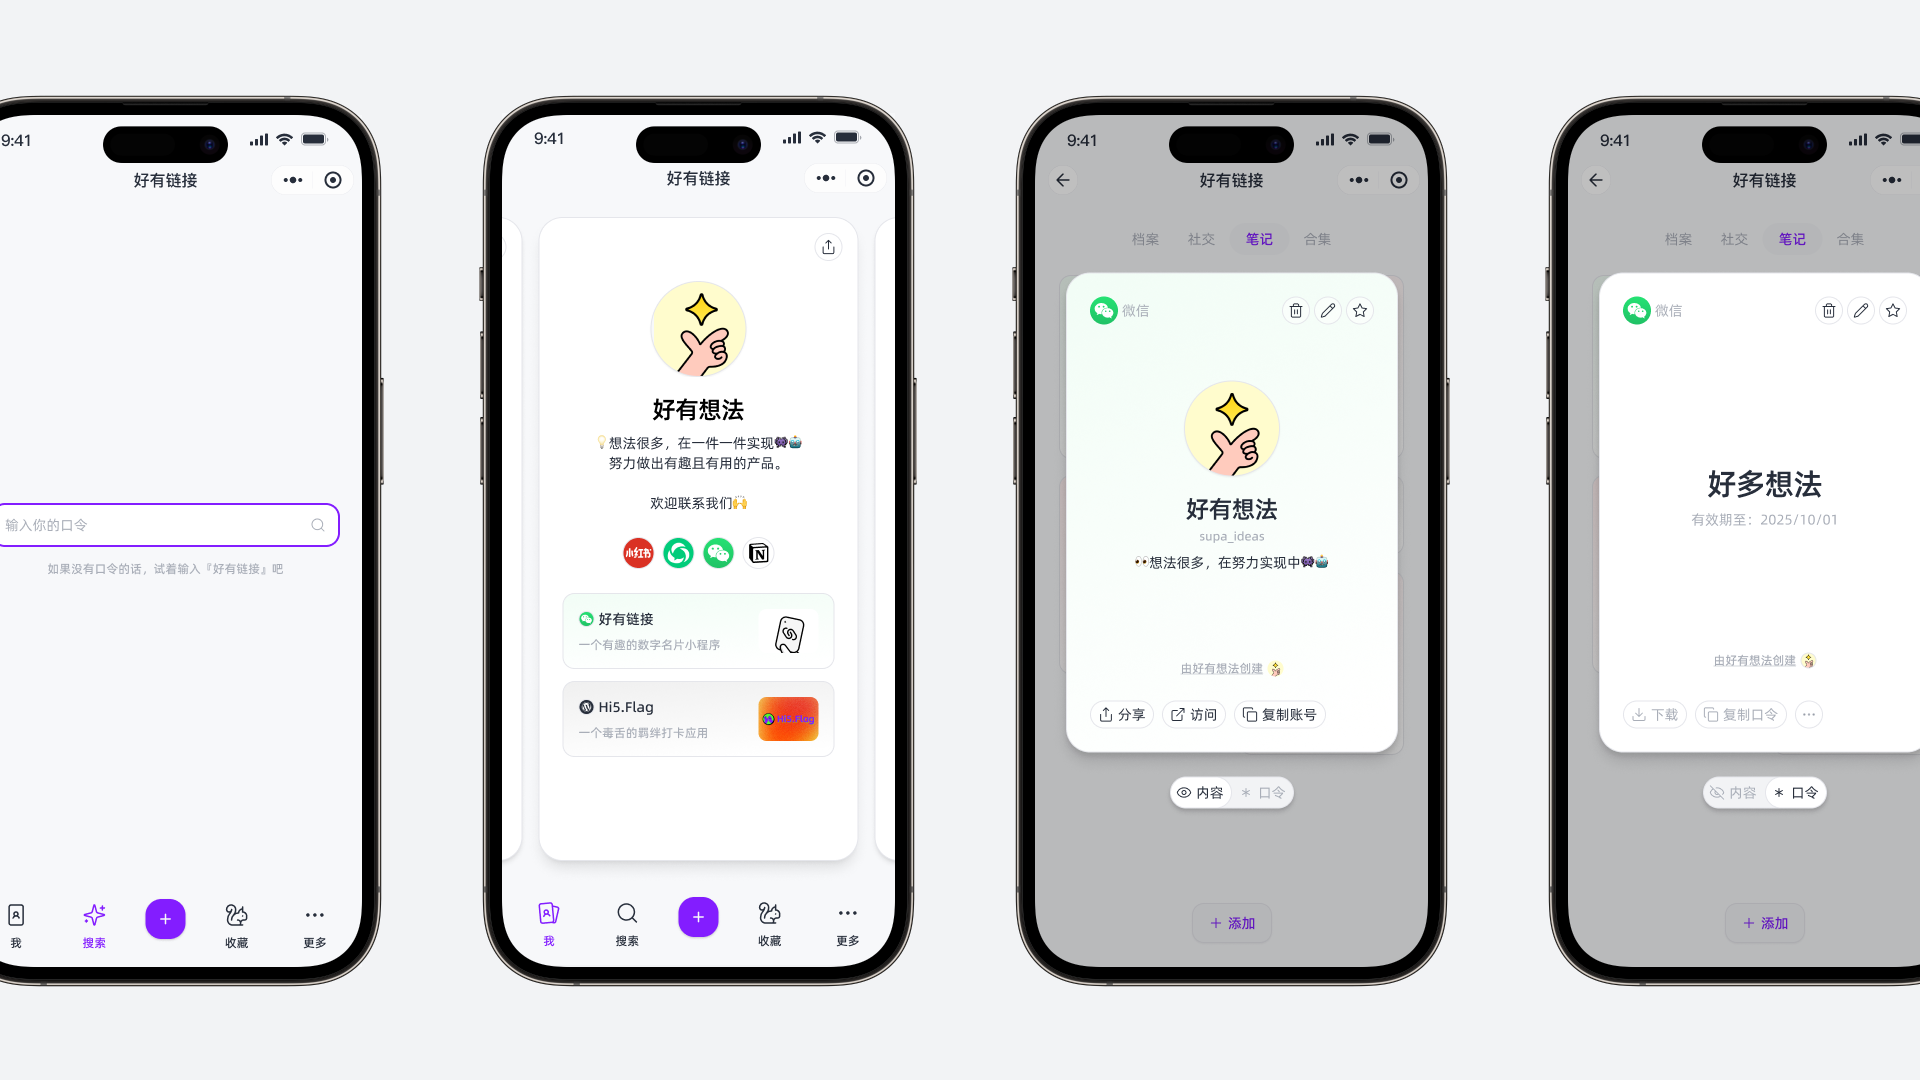 9:41
好有链接
输入你的口令
如果没有口令的话，试着输入『好有链接』吧
我
搜索
收藏
更多
9:41
好有链接
好有想法
想法很多，在一件一件实现
努力做出有趣且有用的产品。
欢迎联系我们
小红书
N
好有链接
一个有趣的数字名片小程序
Hi5.Flag
一个毒舌的羁绊打卡应用
Hi5.Flag
我
搜索
收藏
更多
9:41
好有链接
档案
社交
笔记
合集
微信
好有想法
supa_ideas
想法很多，在努力实现中
由好有想法创建
分享
访问
复制账号
内容
口令
添加
9:41
好有链接
档案
社交
笔记
合集
微信
好多想法
有效期至：2025/10/01
由好有想法创建
下载
复制口令
内容
口令
添加